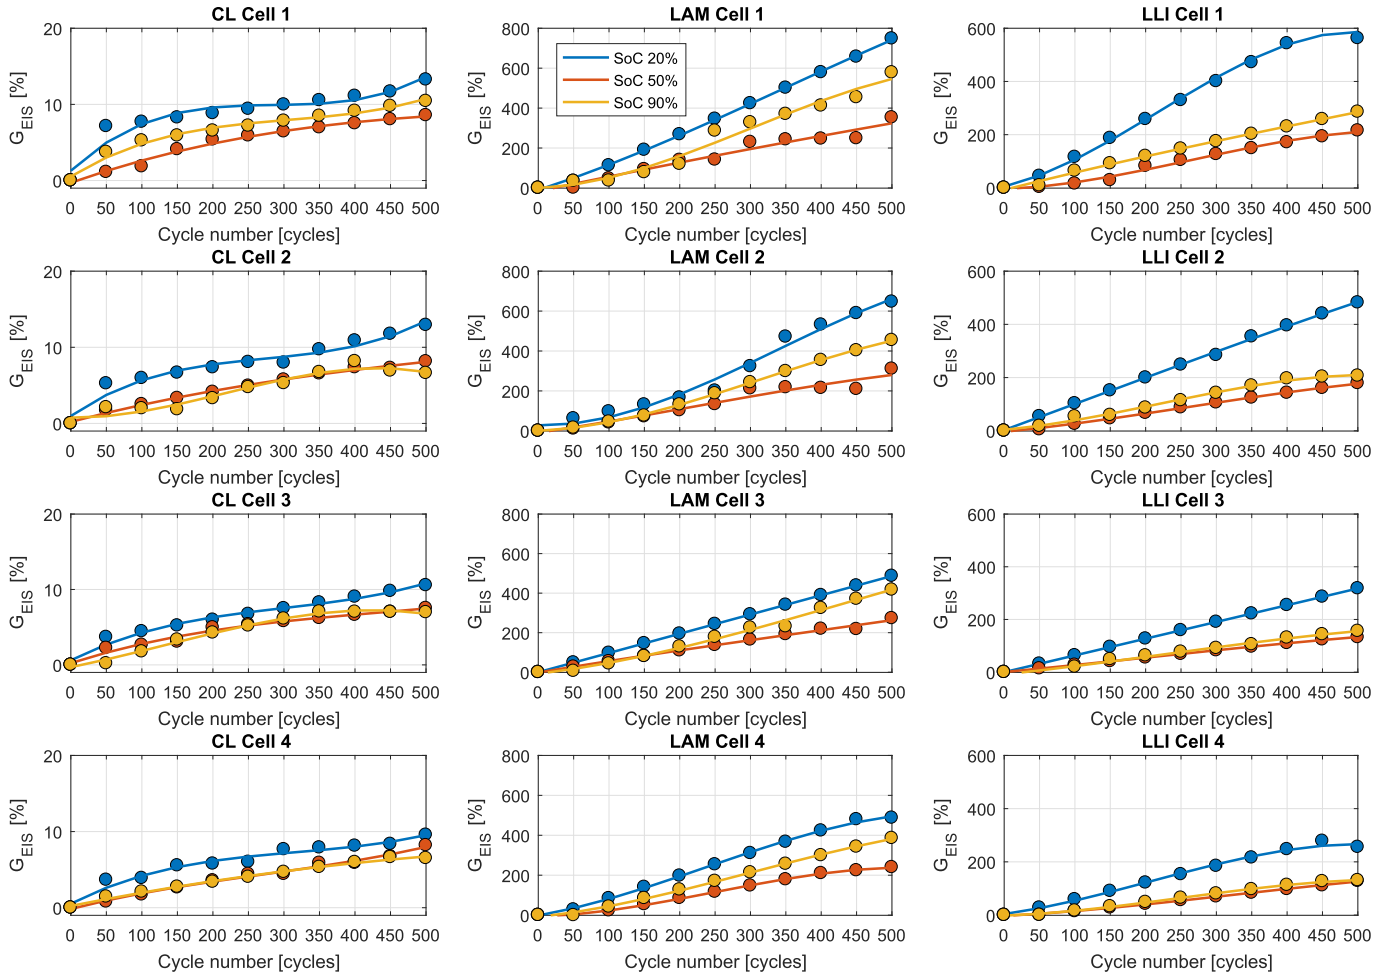 CL Cell 1
LAM Cell 1
LLI Cell 1
20
10
0
G_EIS [%]
0 50 100 150 200 250 300 350 400 450 500
Cycle number [cycles]
800
600
400
200
0
G_EIS [%]
SoC 20%
SoC 50%
SoC 90%
0 50 100 150 200 250 300 350 400 450 500
Cycle number [cycles]
600
400
200
0
G_EIS [%]
0 50 100 150 200 250 300 350 400 450 500
Cycle number [cycles]
CL Cell 2
LAM Cell 2
LLI Cell 2
20
10
0
G_EIS [%]
0 50 100 150 200 250 300 350 400 450 500
Cycle number [cycles]
800
600
400
200
0
G_EIS [%]
0 50 100 150 200 250 300 350 400 450 500
Cycle number [cycles]
600
400
200
0
G_EIS [%]
0 50 100 150 200 250 300 350 400 450 500
Cycle number [cycles]
CL Cell 3
LAM Cell 3
LLI Cell 3
20
10
0
G_EIS [%]
0 50 100 150 200 250 300 350 400 450 500
Cycle number [cycles]
800
600
400
200
0
G_EIS [%]
0 50 100 150 200 250 300 350 400 450 500
Cycle number [cycles]
600
400
200
0
G_EIS [%]
0 50 100 150 200 250 300 350 400 450 500
Cycle number [cycles]
CL Cell 4
LAM Cell 4
LLI Cell 4
20
10
0
G_EIS [%]
0 50 100 150 200 250 300 350 400 450 500
Cycle number [cycles]
800
600
400
200
0
G_EIS [%]
0 50 100 150 200 250 300 350 400 450 500
Cycle number [cycles]
600
400
200
0
G_EIS [%]
0 50 100 150 200 250 300 350 400 450 500
Cycle number [cycles]